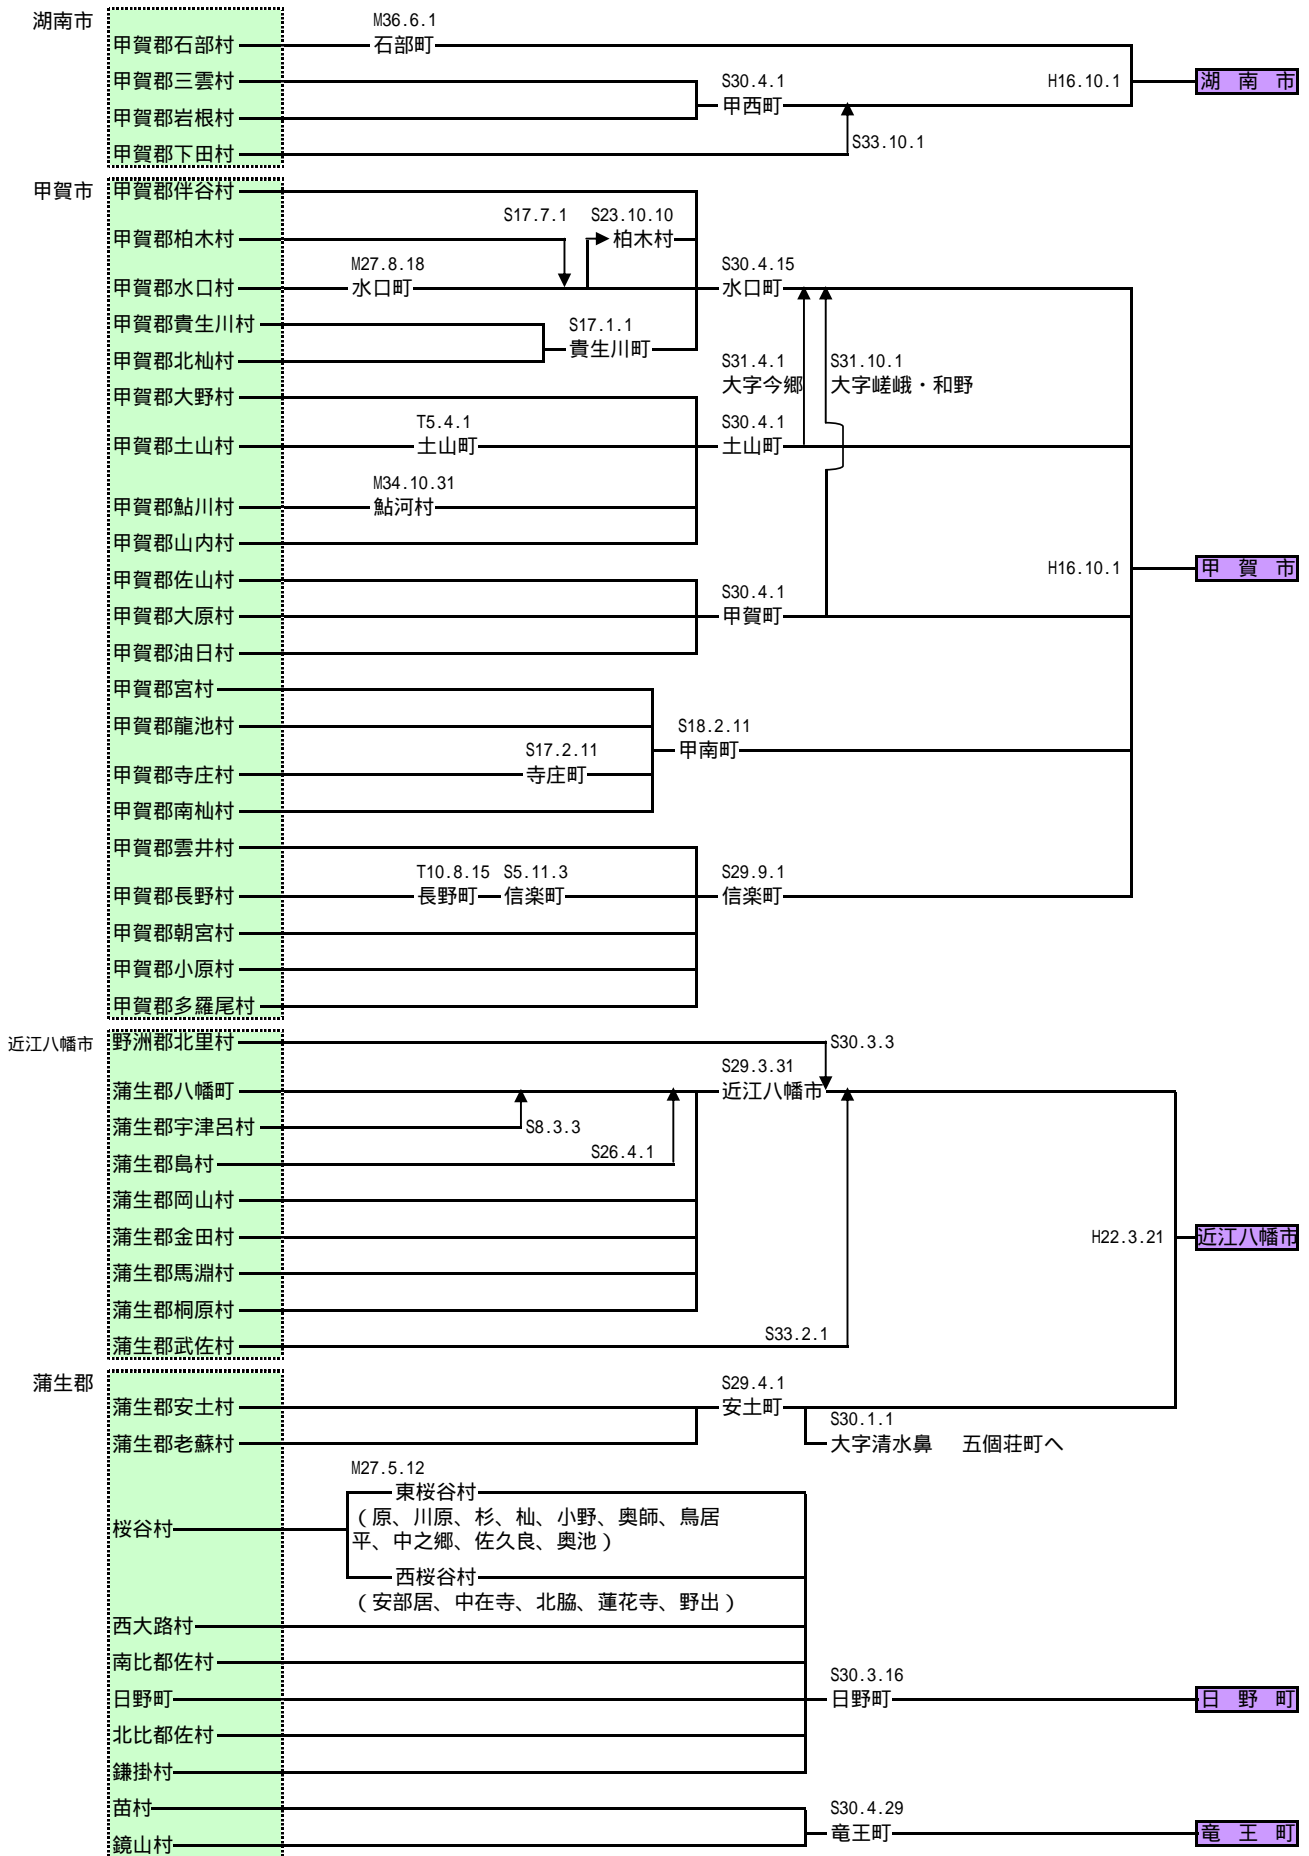 湖南市
M36.6.1
甲賀郡石部村
石部町
甲賀郡三雲村
S30.4.1
H16.10.1
湖 南 市
甲西町
甲賀郡岩根村
S33.10.1
甲賀郡下田村
甲賀市
甲賀郡伴谷村
S17.7.1
S23.10.10
甲賀郡柏木村
柏木村
M27.8.18
S30.4.15
甲賀郡水口村
水口町
水口町
甲賀郡貴生川村
S17.1.1
貴生川町
甲賀郡北杣村
S31.4.1
S31.10.1
大字今郷
大字嵯峨・和野
甲賀郡大野村
T5.4.1
S30.4.1
甲賀郡土山村
土山町
土山町
M34.10.31
甲賀郡鮎川村
鮎河村
甲賀郡山内村
H16.10.1
甲 賀 市
甲賀郡佐山村
S30.4.1
甲賀郡大原村
甲賀町
甲賀郡油日村
甲賀郡宮村
甲賀郡龍池村
S18.2.11
甲南町
S17.2.11
甲賀郡寺庄村
寺庄町
甲賀郡南杣村
甲賀郡雲井村
T10.8.15
S5.11.3
S29.9.1
甲賀郡長野村
長野町
信楽町
信楽町
甲賀郡朝宮村
甲賀郡小原村
甲賀郡多羅尾村
近江八幡市
野洲郡北里村
S30.3.3
S29.3.31
蒲生郡八幡町
近江八幡市
蒲生郡宇津呂村
S8.3.3
S26.4.1
蒲生郡島村
蒲生郡岡山村
蒲生郡金田村
H22.3.21
近江八幡市
蒲生郡馬淵村
蒲生郡桐原村
S33.2.1
蒲生郡武佐村
蒲生郡
S29.4.1
蒲生郡安土村
安土町
S30.1.1
蒲生郡老蘇村
大字清水鼻 五個荘町へ
M27.5.12
東桜谷村
(原、川原、杉、杣、小野、奥師、鳥居
平、中之郷、佐久良、奥池)
桜谷村
西桜谷村
(安部居、中在寺、北脇、蓮花寺、野出)
西大路村
南比都佐村
S30.3.16
日野町
日野町
日 野 町
北比都佐村
鎌掛村
苗村
S30.4.29
竜王町
竜 王 町
鏡山村